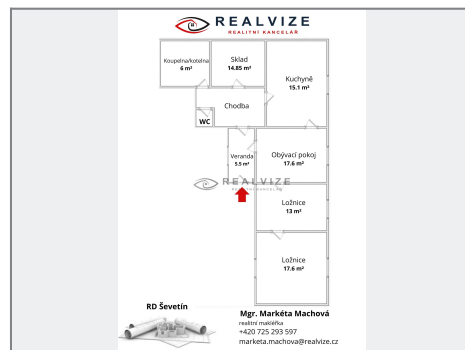 REALVIZE
REALITNÍ KANCELÁŘ
Koupelna/kotelna
6 m²
Sklad
14.85 m²
Kuchyně
15.1 m²
Chodba
WC
Veranda
5.5 m²
Obývací pokoj
17.6 m²
REALVIZE
REALITNÍ KANCELÁŘ
Ložnice
13 m²
Ložnice
17.6 m²
RD Ševetín
Mgr. Markéta Machová
realitní makléřka
+420 725 293 597
marketa.machova@realvize.cz